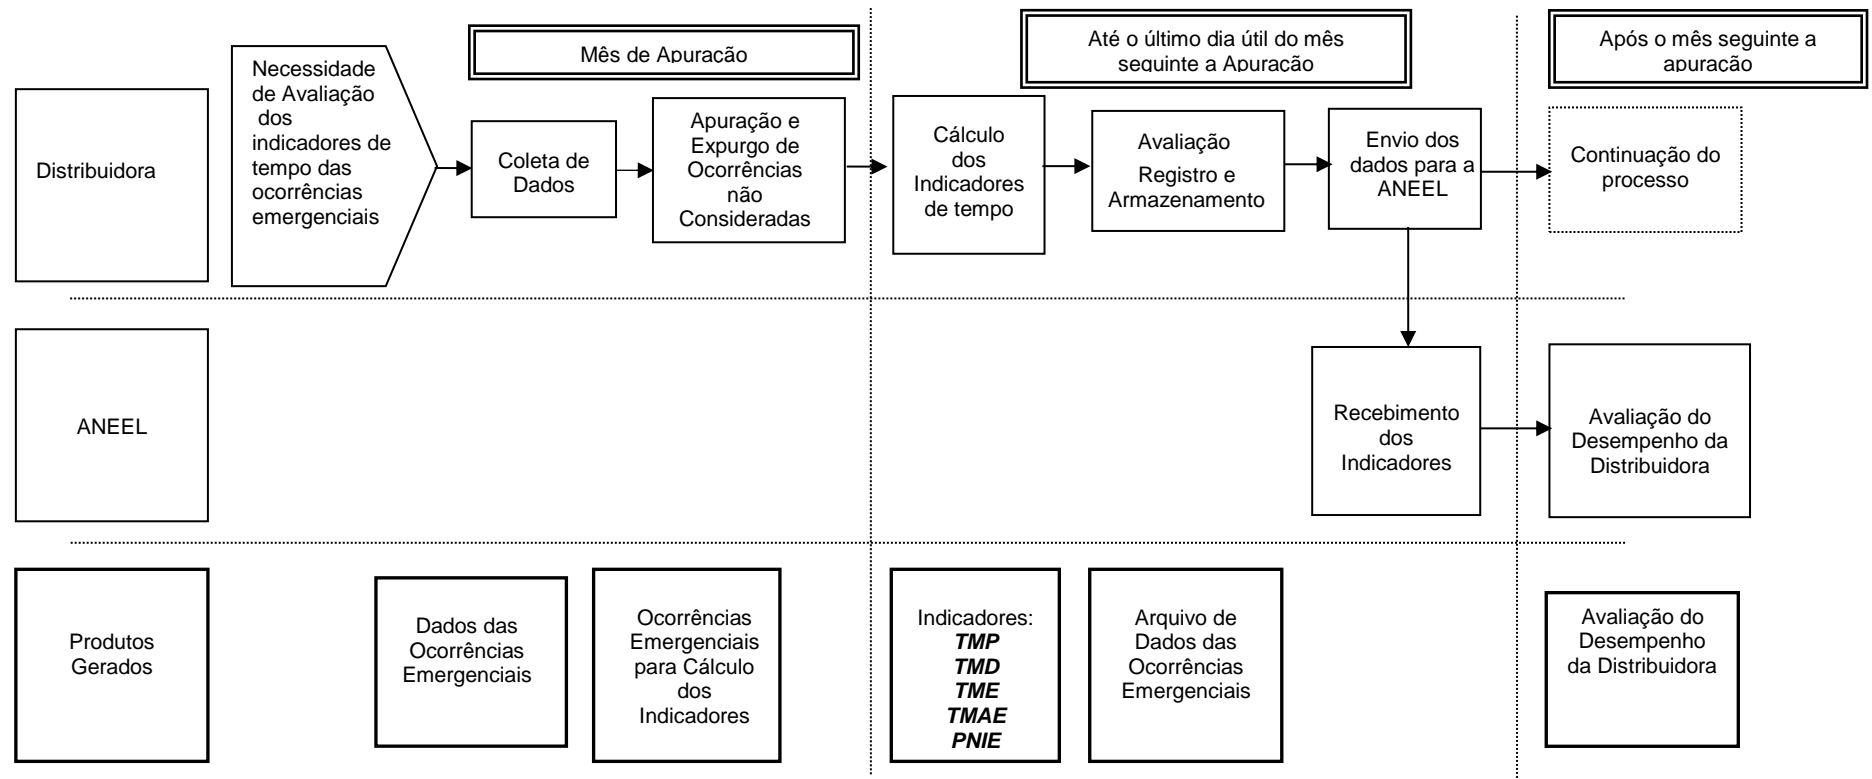 Mês de Apuração
Até o último dia útil do mês
seguinte a Apuração
Após o mês seguinte a
apuração
Distribuidora
Necessidade
de Avaliação
dos
indicadores de
tempo das
ocorrências
emergenciais
Coleta de
Dados
Apuração e
Expurgo de
Ocorrências
não
Consideradas
Cálculo
dos
Indicadores
de tempo
Avaliação
Registro e
Armazenamento
Envio dos
dados para a
ANEEL
Continuação do
processo
ANEEL
Recebimento
dos
Indicadores
Avaliação do
Desempenho da
Distribuidora
Produtos
Gerados
Dados das
Ocorrências
Emergenciais
Ocorrências
Emergenciais
para Cálculo
dos
Indicadores
Indicadores:
TMP
TMD
TME
TMAE
PNIE
Arquivo de
Dados das
Ocorrências
Emergenciais
Avaliação do
Desempenho
da Distribuidora